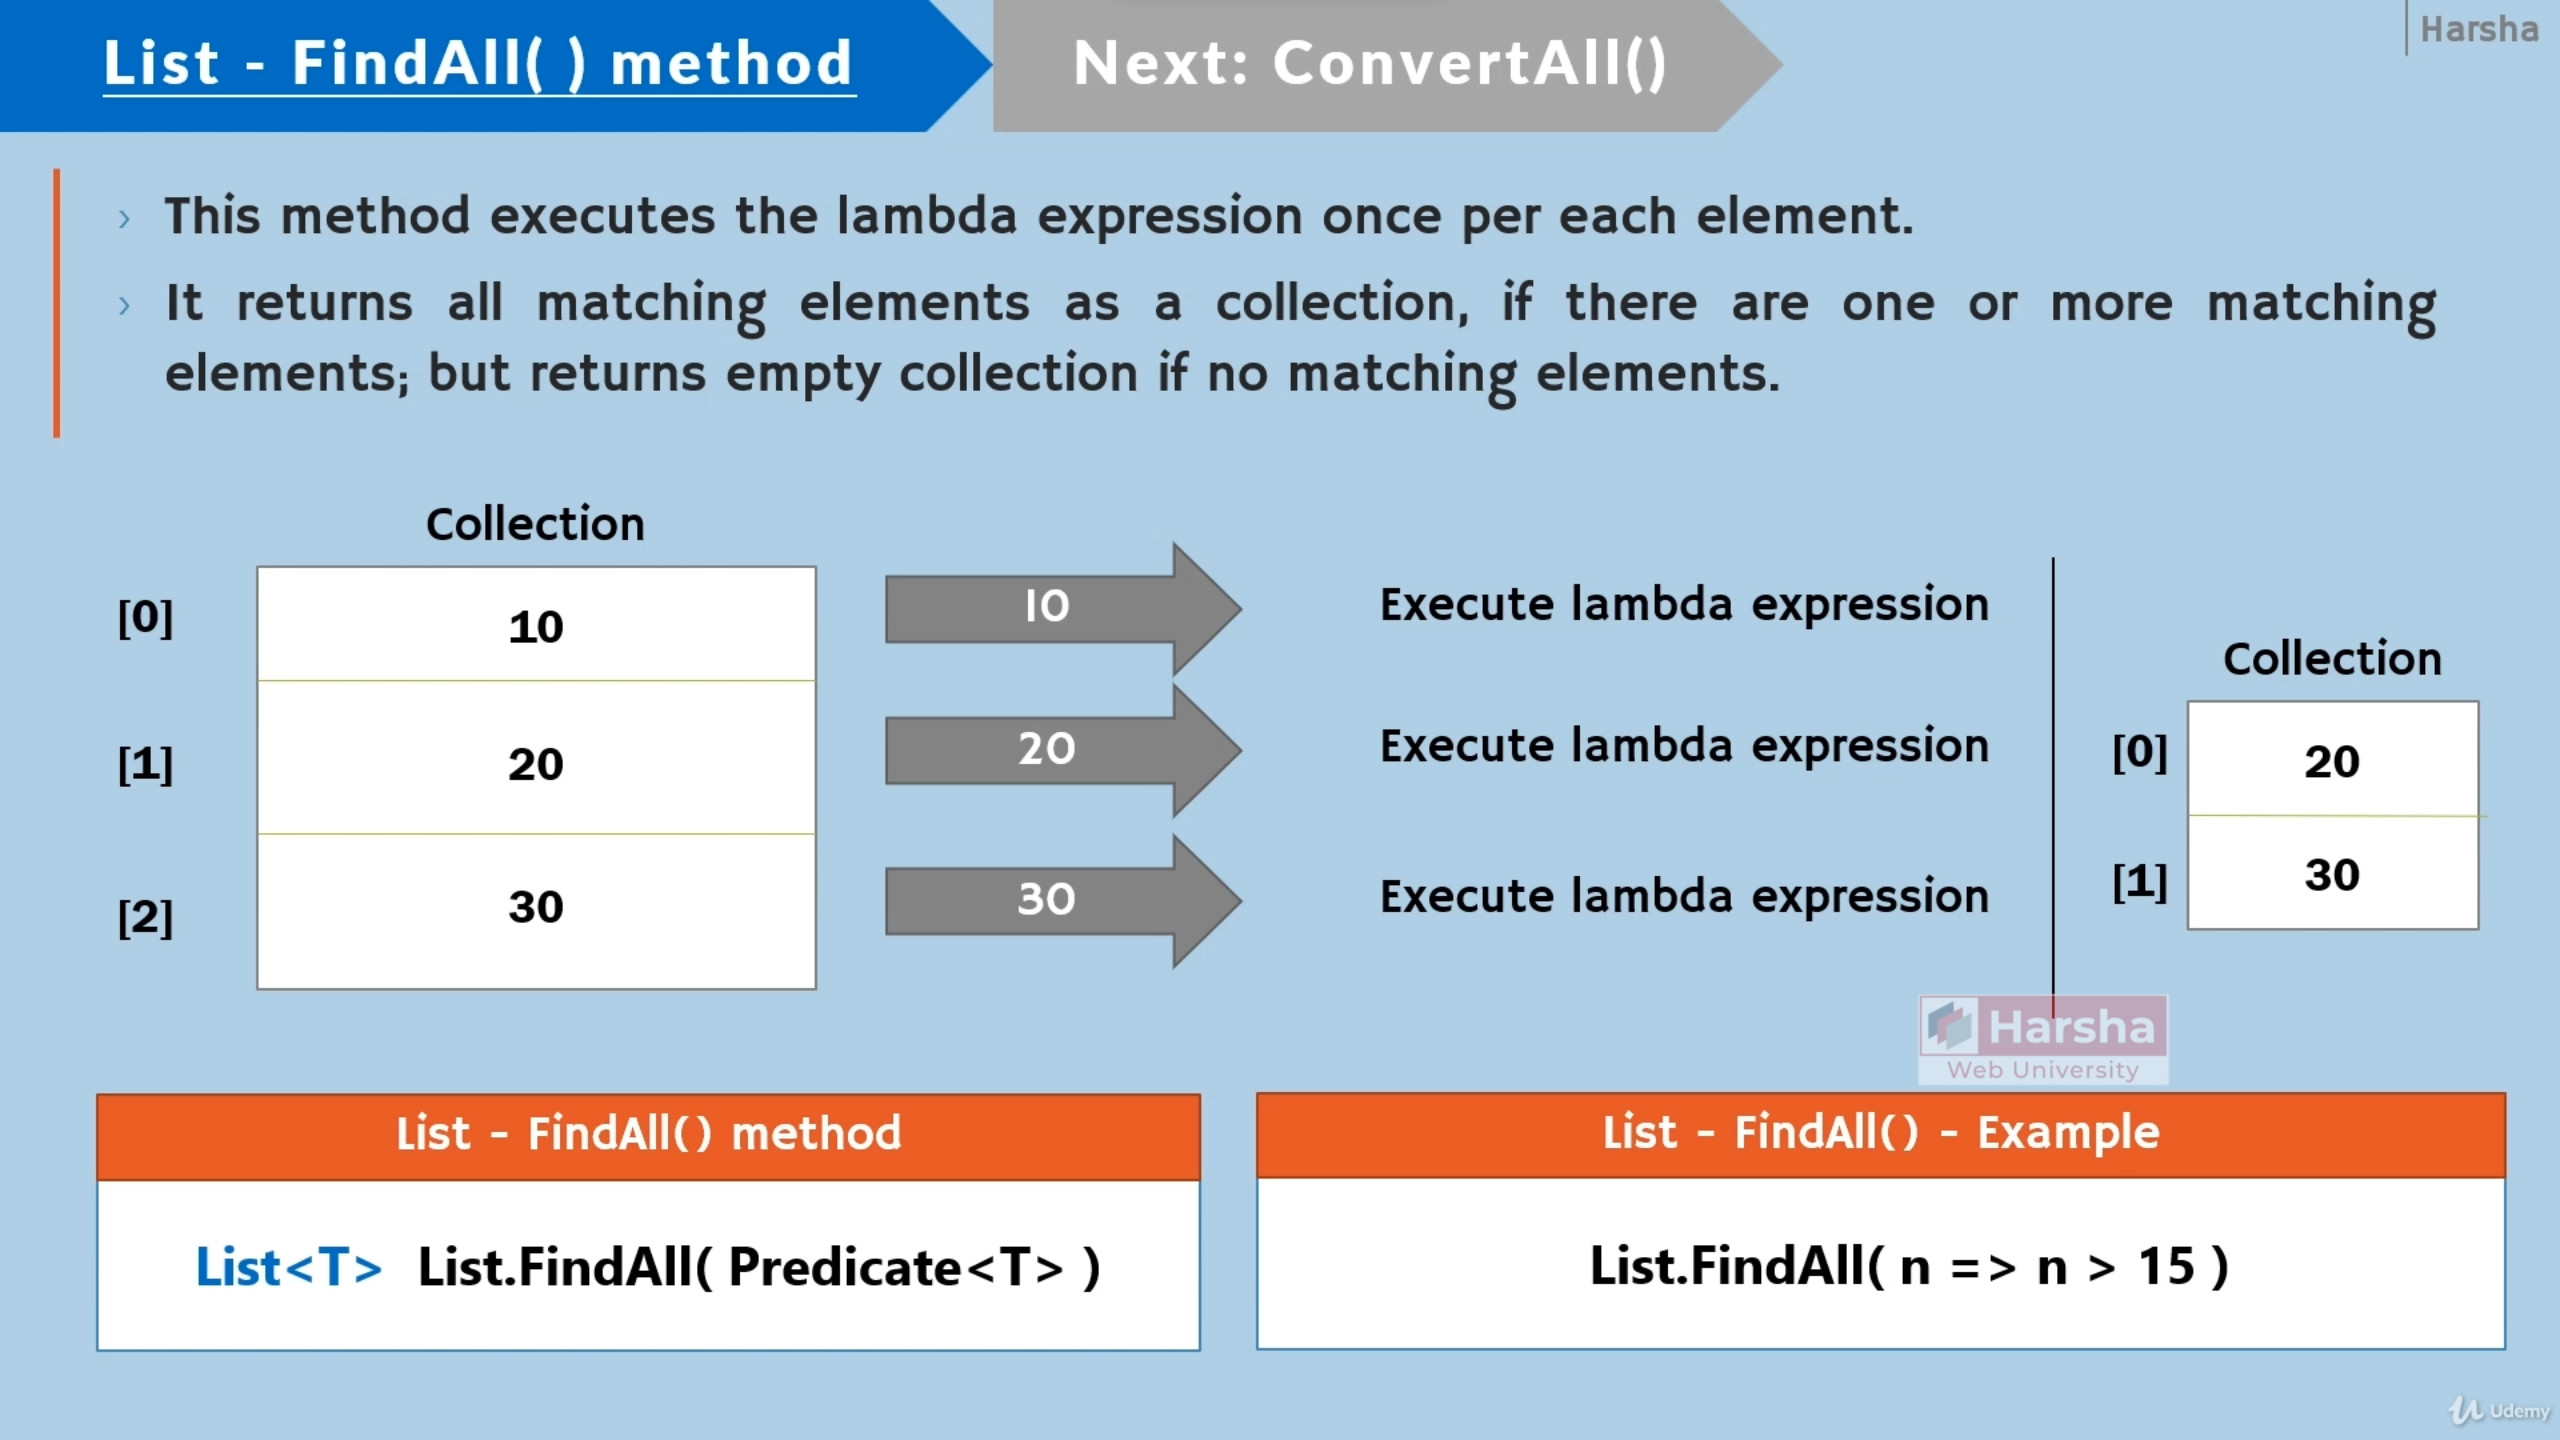 List - FindAll( ) method
Next: ConvertAll()
Harsha
› This method executes the lambda expression once per each element.
› It returns all matching elements as a collection, if there are one or more matching
elements; but returns empty collection if no matching elements.
Collection
[0] 10
[1] 20
[2] 30
10 Execute lambda expression
20 Execute lambda expression
30 Execute lambda expression
Collection
[0] 20
[1] 30
Harsha
Web University
List - FindAll() method
List<T> List.FindAll( Predicate<T> )
List - FindAll() - Example
List.FindAll( n => n > 15 )
Udemy